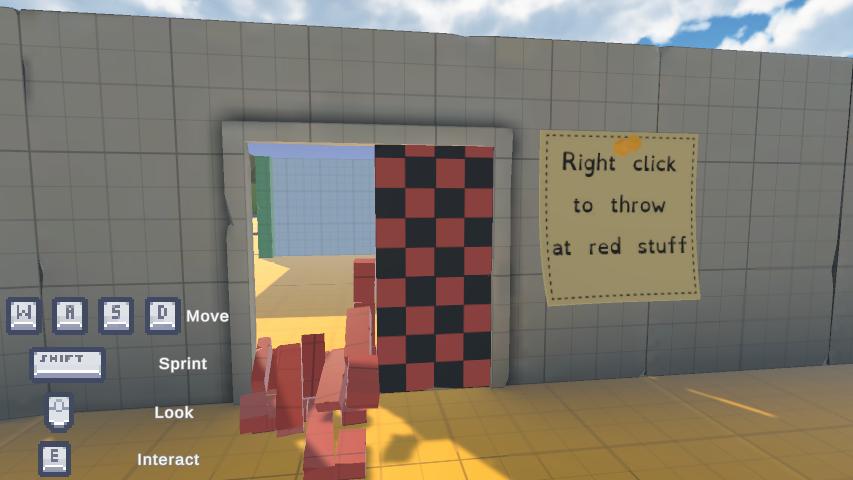 Right click
to throw
at red stuff
W A S D Move
SHIFT Sprint
Look
E Interact